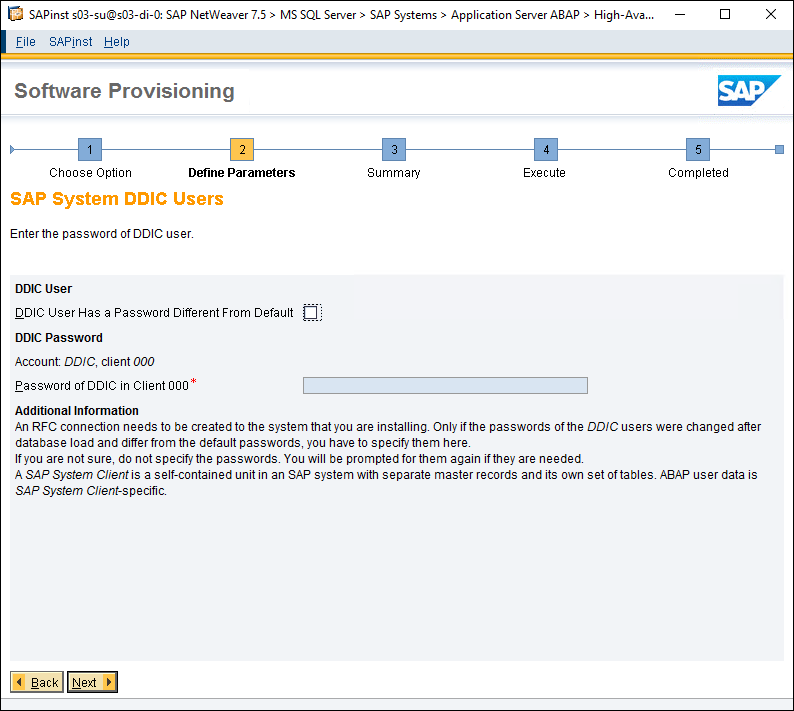 SAPinst s03-su@s03-di-0: SAP NetWeaver 7.5 > MS SQL Server > SAP Systems > Application Server ABAP > High-Ava...
File SAPinst Help
Software Provisioning
SAP
1 2 3 4 5
Choose Option Define Parameters Summary Execute Completed
SAP System DDIC Users
Enter the password of DDIC user.
DDIC User
DDIC User Has a Password Different From Default
DDIC Password
Account: DDIC, client 000
Password of DDIC in Client 000*
Additional Information
An RFC connection needs to be created to the system that you are installing. Only if the passwords of the DDIC users were changed after
database load and differ from the default passwords, you have to specify them here.
If you are not sure, do not specify the passwords. You will be prompted for them again if they are needed.
A SAP System Client is a self-contained unit in an SAP system with separate master records and its own set of tables. ABAP user data is
SAP System Client-specific.
Back Next